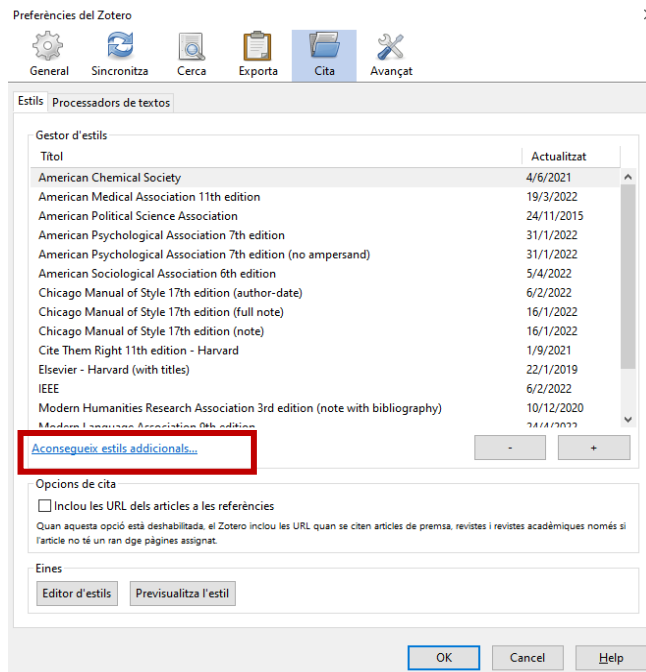 Preferències del Zotero
General Sincronitza Cerca Exporta Cita Avançat
Estils Processadors de textos
Gestor d'estils
Títol Actualitzat
American Chemical Society 4/6/2021
American Medical Association 11th edition 19/3/2022
American Political Science Association 24/11/2015
American Psychological Association 7th edition 31/1/2022
American Psychological Association 7th edition (no ampersand) 31/1/2022
American Sociological Association 6th edition 5/4/2022
Chicago Manual of Style 17th edition (author-date) 6/2/2022
Chicago Manual of Style 17th edition (full note) 16/1/2022
Chicago Manual of Style 17th edition (note) 16/1/2022
Cite Them Right 11th edition - Harvard 1/9/2021
Elsevier - Harvard (with titles) 22/1/2019
IEEE 6/2/2022
Modern Humanities Research Association 3rd edition (note with bibliography) 10/12/2020
Modern Language Association 9th edition 24/4/2022
Aconsegueix estils addicionals... - +
Opcions de cita
Inclou les URL dels articles a les referències
Quan aquesta opció està deshabilitada, el Zotero inclou les URL quan se citen articles de premsa, revistes i revistes acadèmiques només si
l'article no té un ran dge pàgines assignat.
Eines
Editor d'estils Previsualitza l'estil
OK Cancel Help